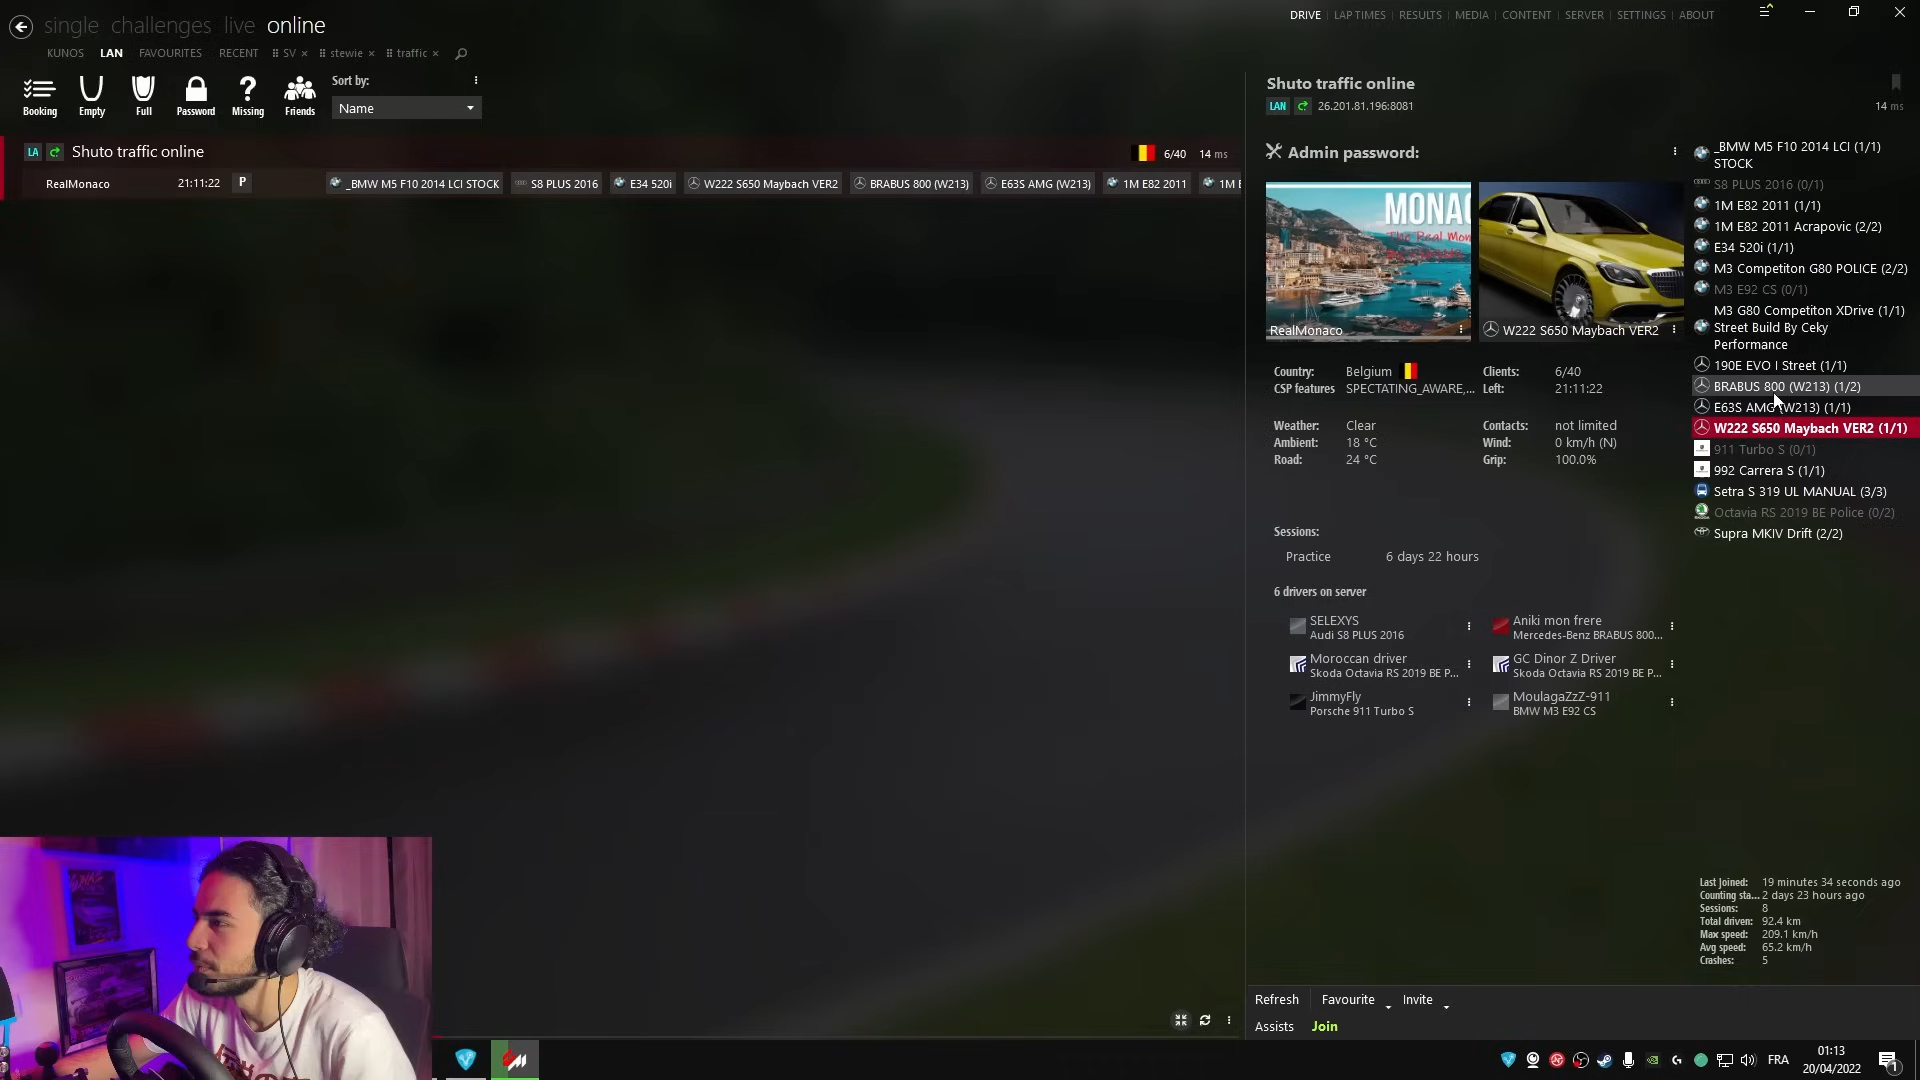 single challenges live online
DRIVE LAP TIMES RESULTS MEDIA CONTENT SERVER SETTINGS ABOUT
KUNOS LAN FAVOURITES RECENT SV × stewie × traffic ×
Sort by:
Name
Booking Empty Full Password Missing Friends
LA Shuto traffic online 6/40 14 ms
RealMonaco 21:11:22 P _BMW M5 F10 2014 LCI STOCK S8 PLUS 2016 E34 520i W222 S650 Maybach VER2 BRABUS 800 (W213) E63S AMG (W213) 1M E82 2011 1M E
Shuto traffic online
LAN 26.201.81.196:8081 14 ms
Admin password:
MONAC
The Real Mon
RealMonaco
W222 S650 Maybach VER2
Country: Belgium Clients: 6/40
CSP features SPECTATING_AWARE,... Left: 21:11:22
Weather: Clear Contacts: not limited
Ambient: 18 °C Wind: 0 km/h (N)
Road: 24 °C Grip: 100.0%
Sessions:
Practice 6 days 22 hours
6 drivers on server
SELEXYS
Audi S8 PLUS 2016
Aniki mon frere
Mercedes-Benz BRABUS 800...
Moroccan driver
Skoda Octavia RS 2019 BE P...
GC Dinor Z Driver
Skoda Octavia RS 2019 BE P...
JimmyFly
Porsche 911 Turbo S
MoulagaZzZ-911
BMW M3 E92 CS
_BMW M5 F10 2014 LCI (1/1)
STOCK
S8 PLUS 2016 (0/1)
1M E82 2011 (1/1)
1M E82 2011 Acrapovic (2/2)
E34 520i (1/1)
M3 Competiton G80 POLICE (2/2)
M3 E92 CS (0/1)
M3 G80 Competiton XDrive (1/1)
Street Build By Ceky
Performance
190E EVO I Street (1/1)
BRABUS 800 (W213) (1/2)
E63S AMG (W213) (1/1)
W222 S650 Maybach VER2 (1/1)
911 Turbo S (0/1)
992 Carrera S (1/1)
Setra S 319 UL MANUAL (3/3)
Octavia RS 2019 BE Police (0/2)
Supra MKIV Drift (2/2)
Last joined: 19 minutes 34 seconds ago
Counting sta... 2 days 23 hours ago
Sessions: 8
Total driven: 92.4 km
Max speed: 209.1 km/h
Avg speed: 65.2 km/h
Crashes: 5
Refresh Favourite Invite
Assists Join
FRA
01:13
20/04/2022
1